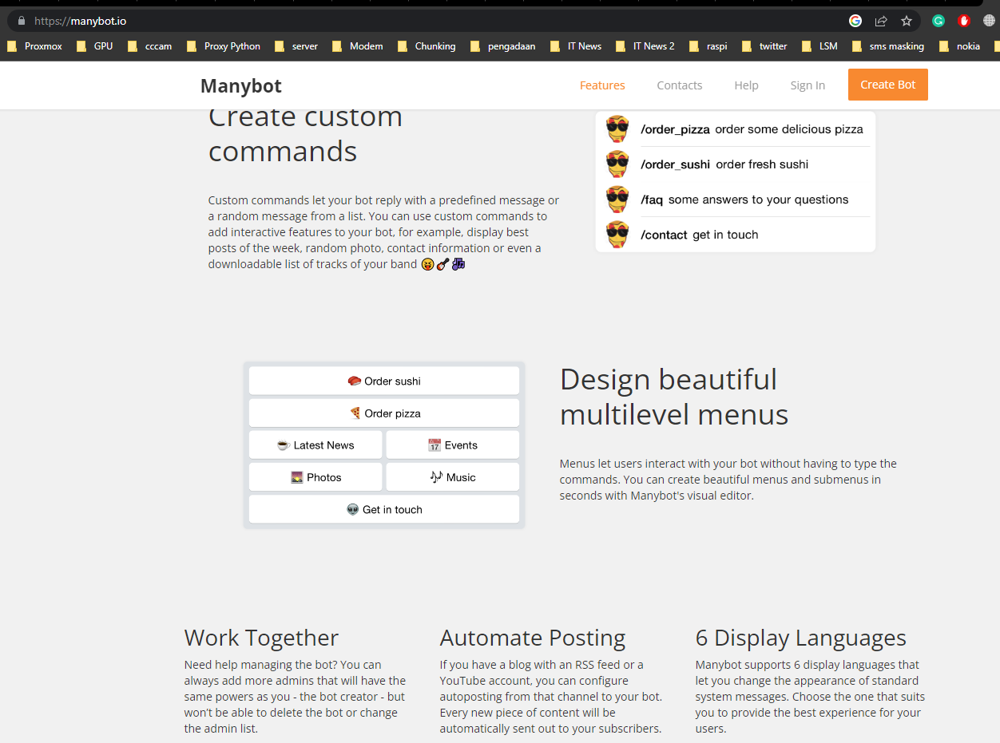 https://manybot.io
Proxmox GPU cccam Proxy Python server Modem Chunking pengadaan IT News IT News 2 raspi twitter LSM sms masking nokia
Manybot Features Contacts Help Sign In Create Bot
Create custom
commands
Custom commands let your bot reply with a predefined message or
a random message from a list. You can use custom commands to
add interactive features to your bot, for example, display best
posts of the week, random photo, contact information or even a
downloadable list of tracks of your band 😝🎸🎶
/order_pizza order some delicious pizza
/order_sushi order fresh sushi
/faq some answers to your questions
/contact get in touch
🍣 Order sushi
🍕 Order pizza
☕ Latest News
📅 Events
🌄 Photos
🎶 Music
👽 Get in touch
Design beautiful
multilevel menus
Menus let users interact with your bot without having to type the
commands. You can create beautiful menus and submenus in
seconds with Manybot's visual editor.
Work Together
Need help managing the bot? You can
always add more admins that will have the
same powers as you - the bot creator - but
won't be able to delete the bot or change
the admin list.
Automate Posting
If you have a blog with an RSS feed or a
YouTube account, you can configure
autoposting from that channel to your bot.
Every new piece of content will be
automatically sent out to your subscribers.
6 Display Languages
Manybot supports 6 display languages that
let you change the appearance of standard
system messages. Choose the one that suits
you to provide the best experience for your
users.